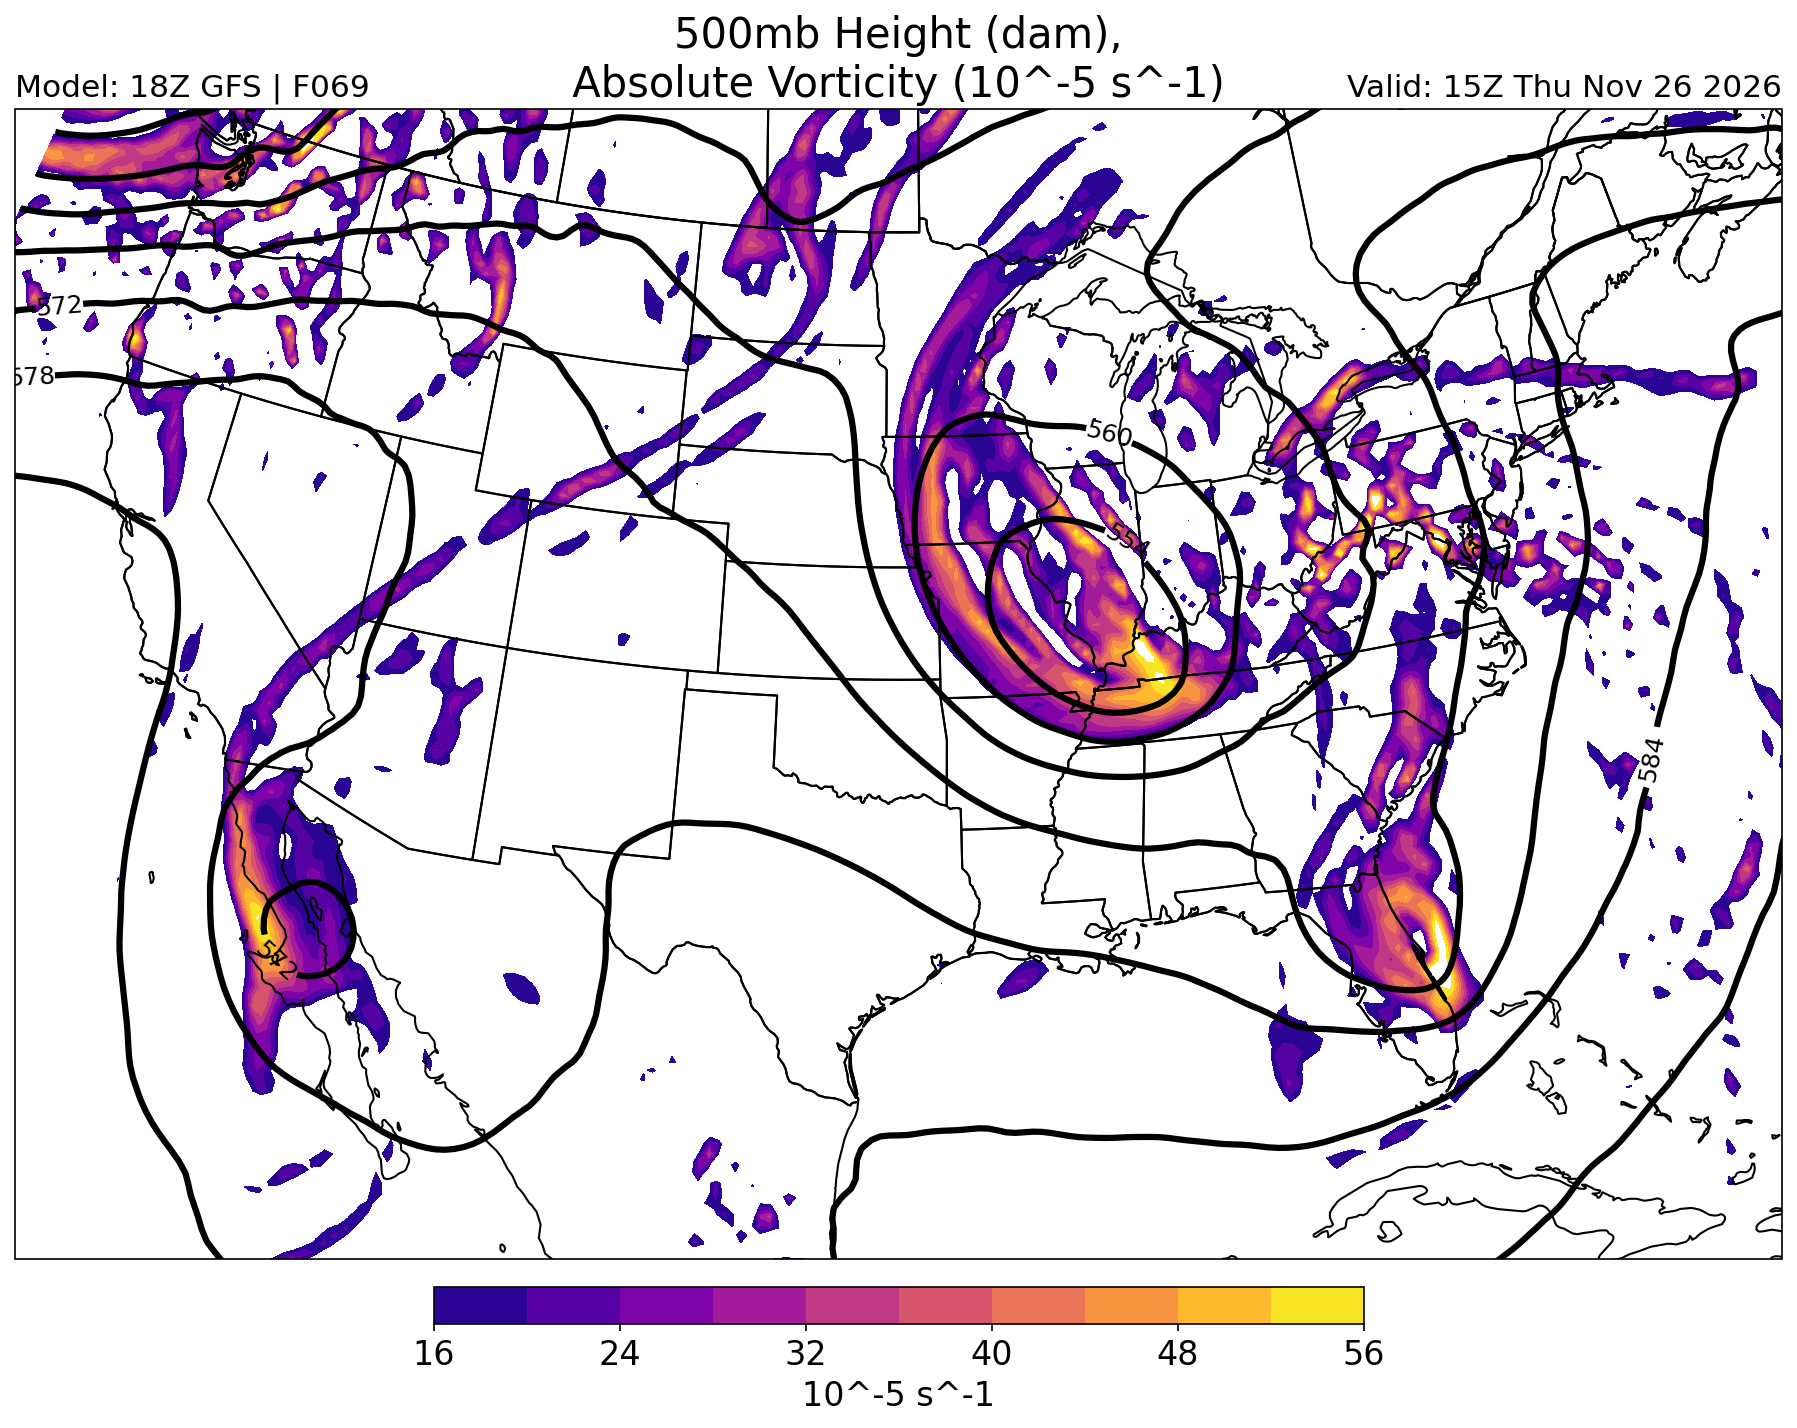 500mb Height (dam),
Absolute Vorticity (10^-5 s^-1)
Model: 18Z GFS | F069
Valid: 15Z Thu Nov 26 2026
572
578
560
554
584
16
24
32
40
48
56
10^-5 s^-1